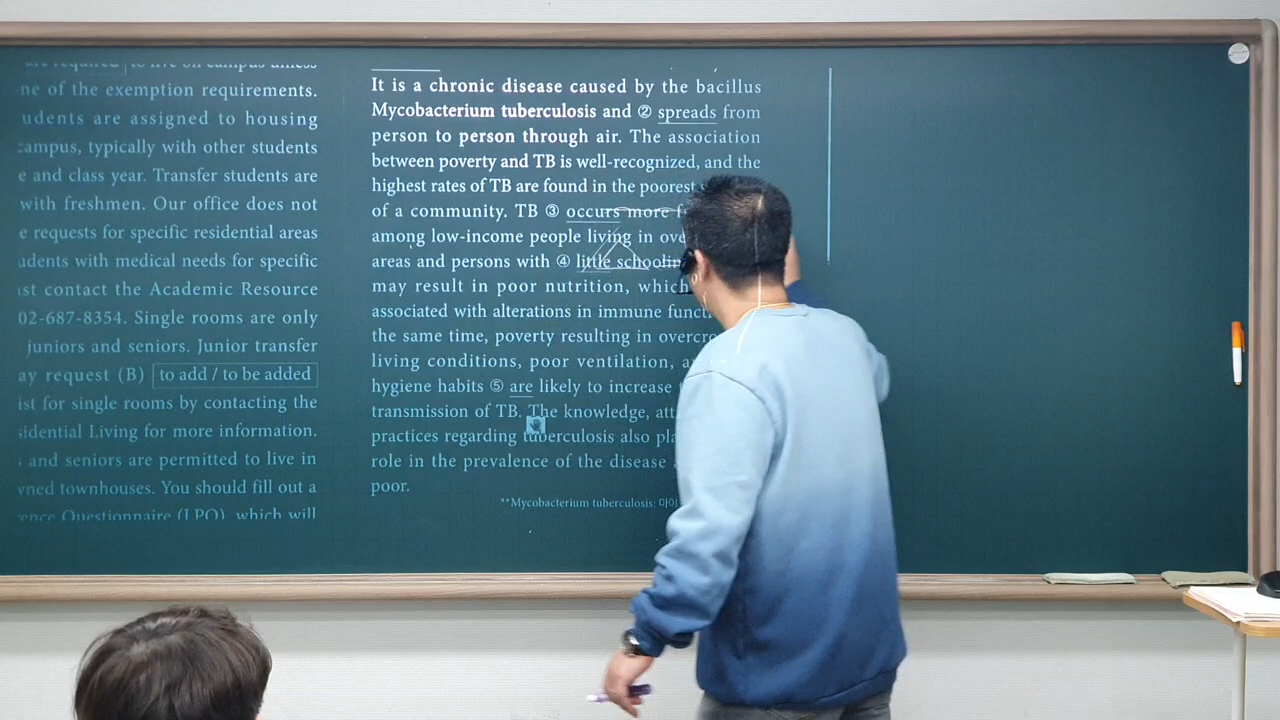 are required to live on campus unless
ne of the exemption requirements.
udents are assigned to housing
campus, typically with other students
e and class year. Transfer students are
with freshmen. Our office does not
e requests for specific residential areas
udents with medical needs for specific
ust contact the Academic Resource
02-687-8354. Single rooms are only
juniors and seniors. Junior transfer
ay request (B) to add / to be added
ist for single rooms by contacting the
sidential Living for more information.
and seniors are permitted to live in
wned townhouses. You should fill out a
ence Questionnaire (LPQ), which will
It is a chronic disease caused by the bacillus
Mycobacterium tuberculosis and ② spreads from
person to person through air. The association
between poverty and TB is well-recognized, and the
highest rates of TB are found in the poorest
of a community. TB ③ occurs more
among low-income people living in
areas and persons with ④ little
may result in poor nutrition, which
associated with alterations in immune
the same time, poverty resulting in
living conditions, poor ventilation,
hygiene habits ⑤ are likely to increase
transmission of TB. The knowledge,
practices regarding tuberculosis also
role in the prevalence of the disease
poor.
**Mycobacterium tuberculosis: